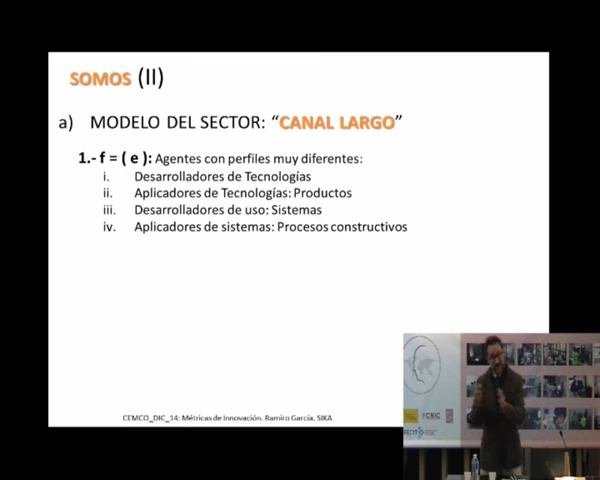 SOMOS (II)
a) MODELO DEL SECTOR: “CANAL LARGO”
1.- f = ( e ): Agentes con perfiles muy diferentes:
i. Desarrolladores de Tecnologías
ii. Aplicadores de Tecnologías: Productos
iii. Desarrolladores de uso: Sistemas
iv. Aplicadores de sistemas: Procesos constructivos
CEMCO_DIC_14: Métricas de Innovación. Ramiro García. SIKA
CSIC